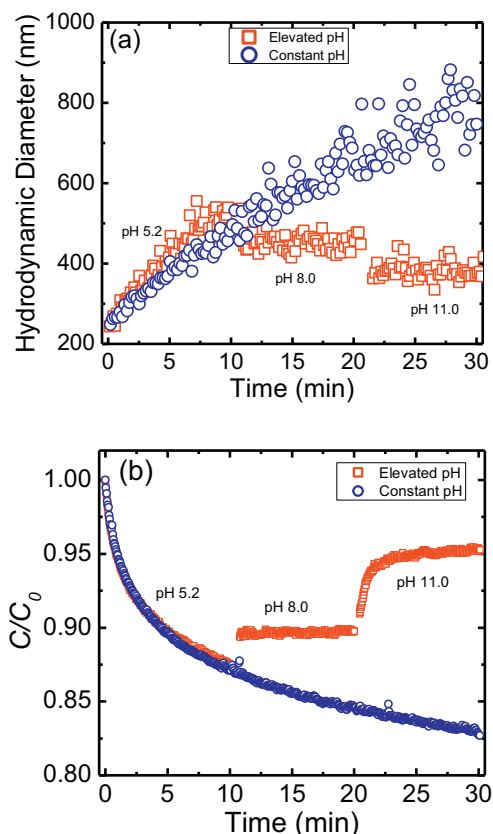 (a)
Elevated pH
Constant pH
1000
800
600
400
200
Hydrodynamic Diameter (nm)
pH 5.2
pH 8.0
pH 11.0
0 5 10 15 20 25 30
Time (min)
(b)
Elevated pH
Constant pH
1.00
0.95
0.90
0.85
0.80
C/C0
pH 5.2
pH 8.0
pH 11.0
0 5 10 15 20 25 30
Time (min)